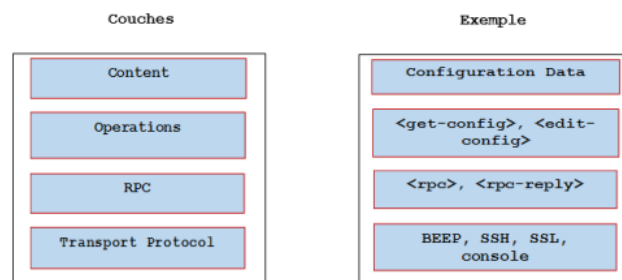 Couches
Content
Operations
RPC
Transport Protocol
Exemple
Configuration Data
<get-config>, <edit-
config>
<rpc>, <rpc-reply>
BEEP, SSH, SSL,
console